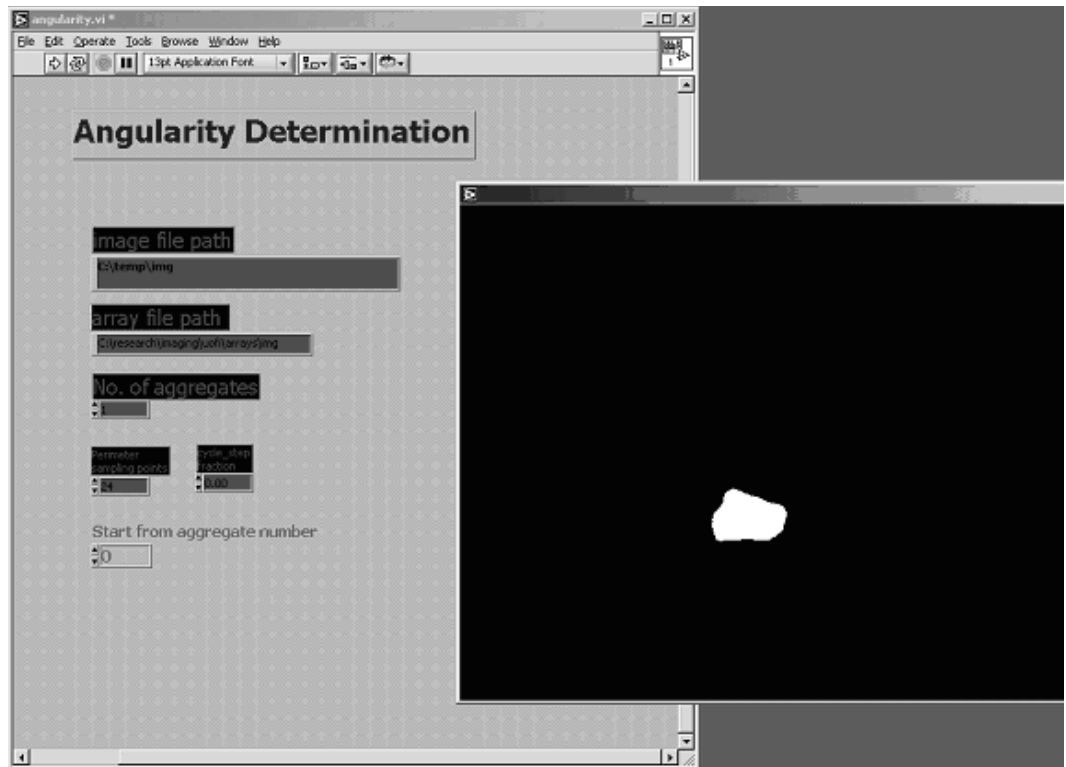 angularity.vi *
File Edit Operate Tools Browse Window Help
13pt Application Font
1
Angularity Determination
image file path
C:\temp\img
array file path
C:\research\imaging\uofi\arrays\img
No. of aggregates
1
Perimeter
sampling points
24
cycle_step
fraction
0.00
Start from aggregate number
0